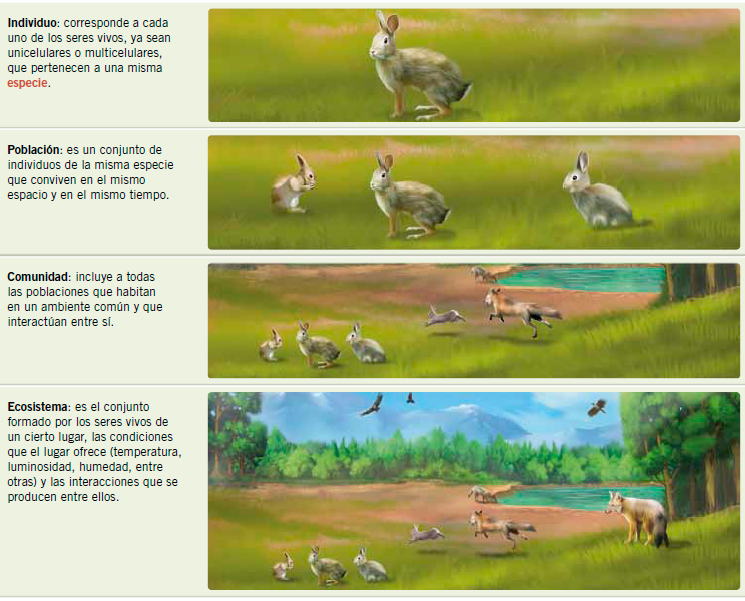 Individuo: corresponde a cada
uno de los seres vivos, ya sean
unicelulares o multicelulares,
que pertenecen a una misma
especie.
Población: es un conjunto de
individuos de la misma especie
que conviven en el mismo
espacio y en el mismo tiempo.
Comunidad: incluye a todas
las poblaciones que habitan
en un ambiente común y que
interactúan entre sí.
Ecosistema: es el conjunto
formado por los seres vivos de
un cierto lugar, las condiciones
que el lugar ofrece (temperatura,
luminosidad, humedad, entre
otras) y las interacciones que se
producen entre ellos.